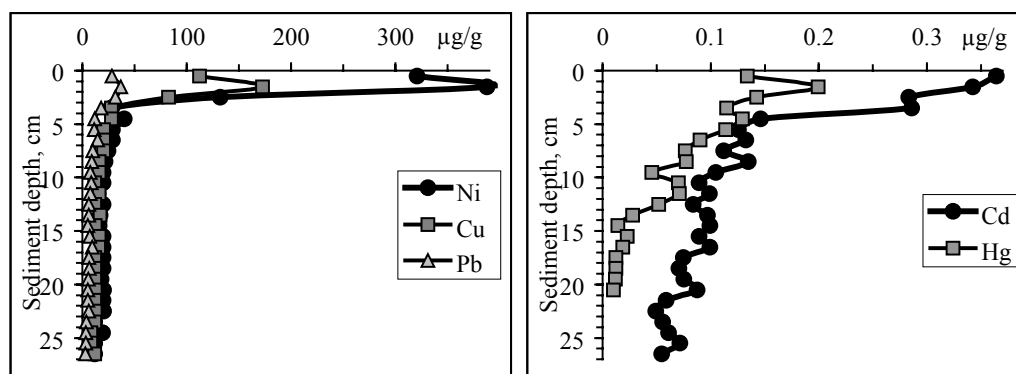 0 100 200 300 µg/g
0
5
10
15
20
25
Sediment depth, cm
Ni
Cu
Pb
0 0.1 0.2 0.3 µg/g
0
5
10
15
20
25
Sediment depth, cm
Cd
Hg